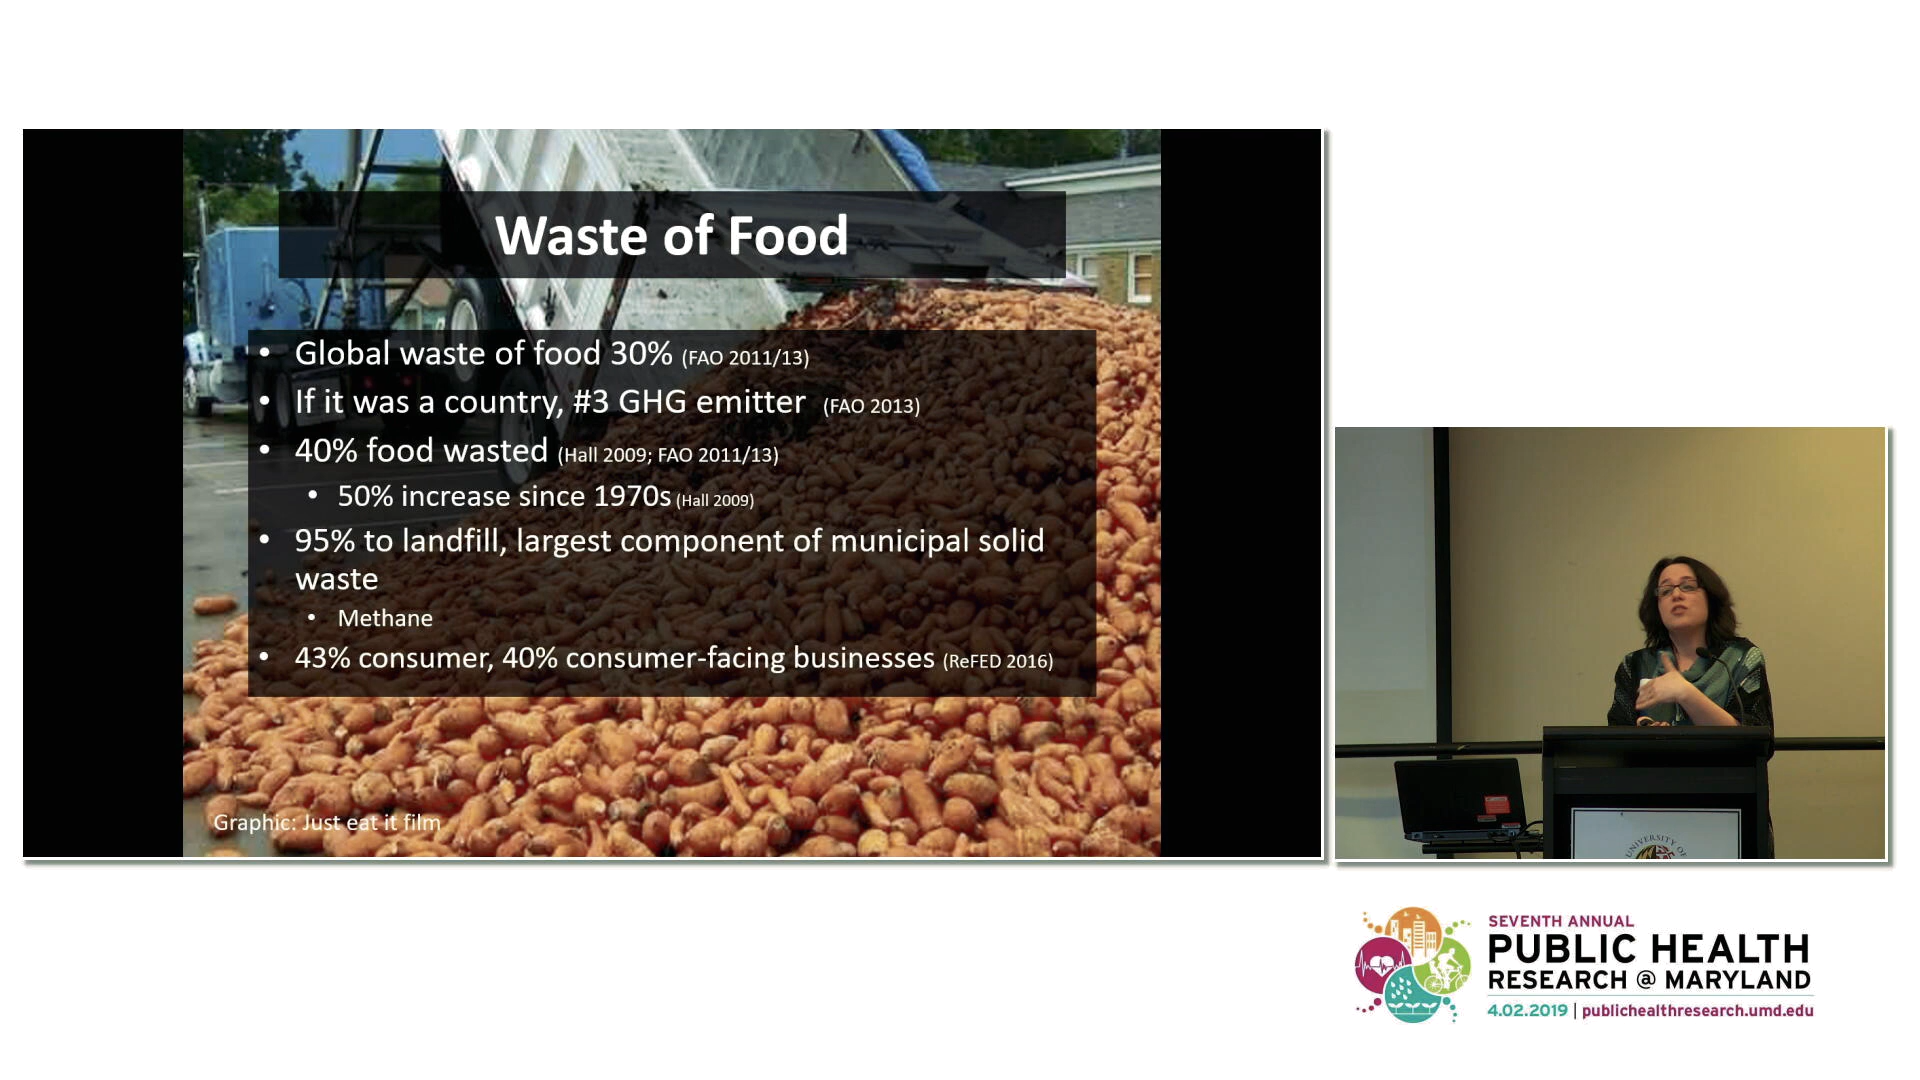 Waste of Food
• Global waste of food 30% (FAO 2011/13)
• If it was a country, #3 GHG emitter (FAO 2013)
• 40% food wasted (Hall 2009; FAO 2011/13)
• 50% increase since 1970s (Hall 2009)
• 95% to landfill, largest component of municipal solid
waste
• Methane
• 43% consumer, 40% consumer-facing businesses (ReFED 2016)
Graphic: Just eat it film
UNIVERSITY OF
SEVENTH ANNUAL
PUBLIC HEALTH
RESEARCH @ MARYLAND
4.02.2019 | publichealthresearch.umd.edu